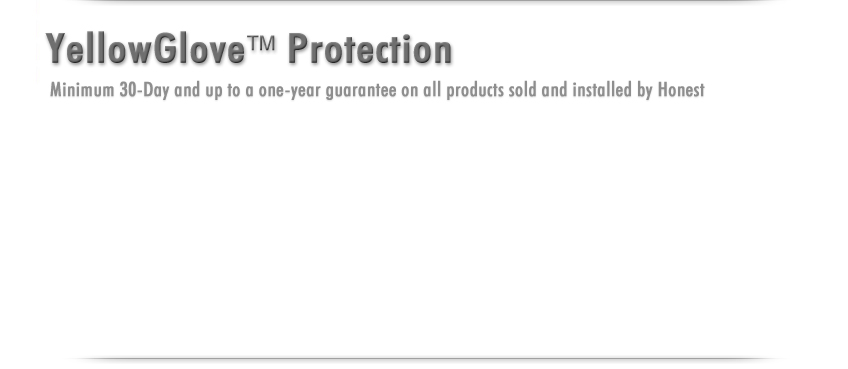 YellowGlove™ Protection
Minimum 30-Day and up to a one-year guarantee on all products sold and installed by Honest